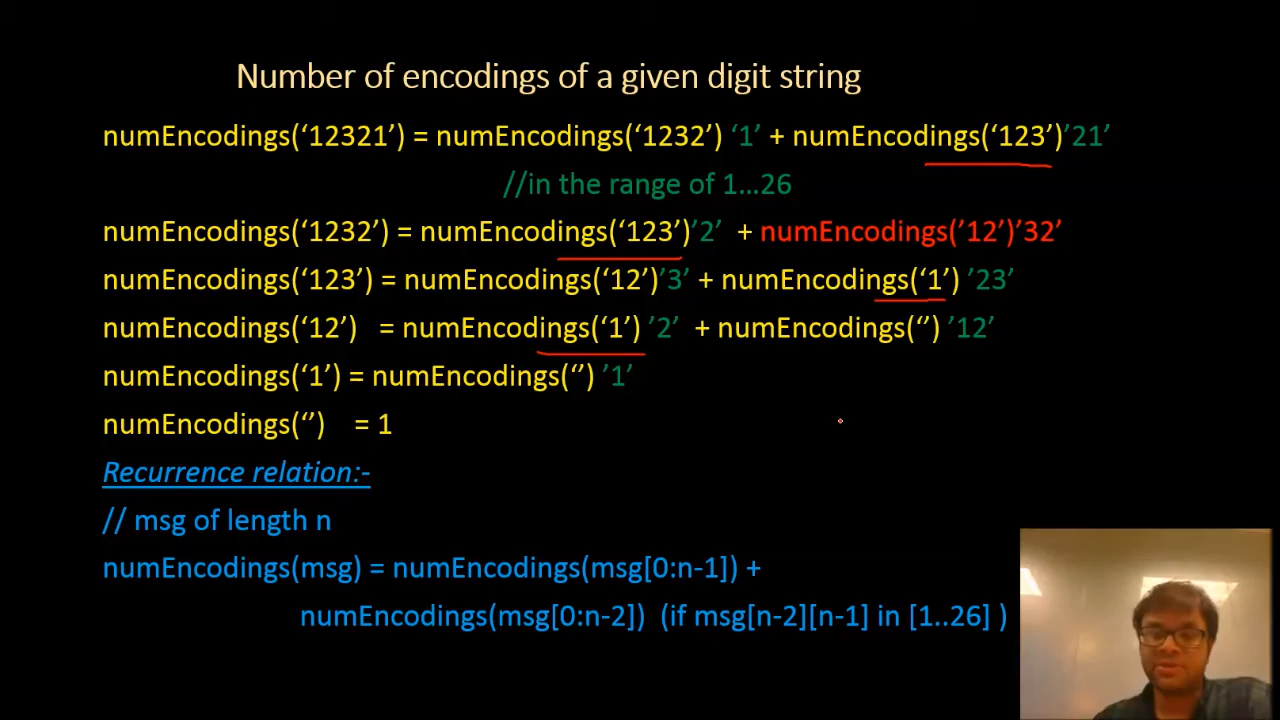 Number of encodings of a given digit string
numEncodings(‘12321’) = numEncodings(‘1232’) ‘1’ + numEncodings(‘123’)’21’
//in the range of 1…26
numEncodings(‘1232’) = numEncodings(‘123’)’2’ + numEncodings(’12’)’32’
numEncodings(‘123’) = numEncodings(‘12’)’3’ + numEncodings(‘1’) ’23’
numEncodings(‘12’) = numEncodings(‘1’) ’2’ + numEncodings(‘’) ’12’
numEncodings(‘1’) = numEncodings(‘’) ’1’
numEncodings(‘’) = 1
Recurrence relation:-
// msg of length n
numEncodings(msg) = numEncodings(msg[0:n-1]) +
numEncodings(msg[0:n-2]) (if msg[n-2][n-1] in [1..26] )